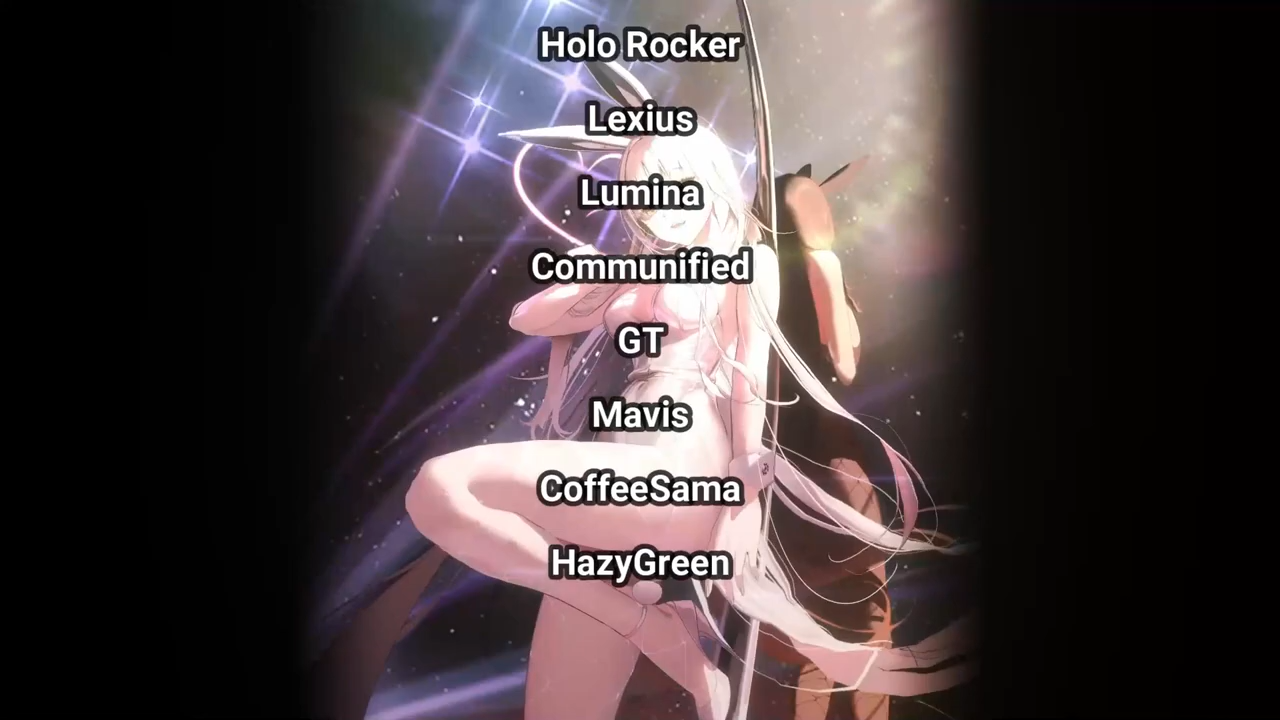 Holo Rocker
Lexius
Lumina
Communified
GT
Mavis
CoffeeSama
HazyGreen